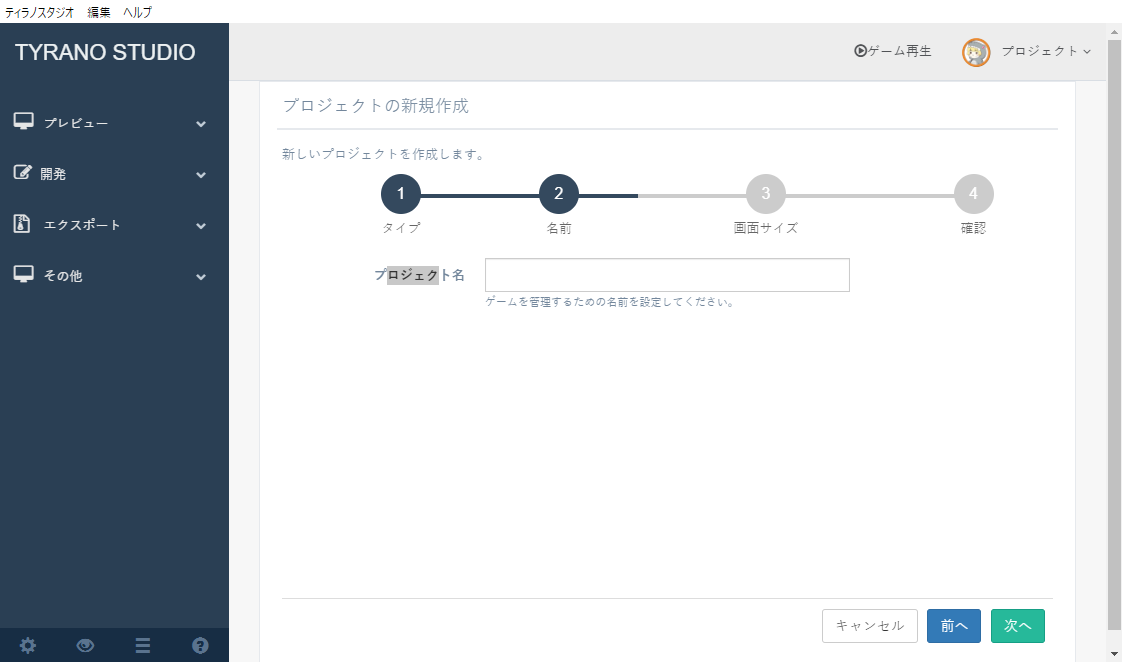 ティラノスタジオ 編集 ヘルプ
TYRANO STUDIO
ゲーム再生 プロジェクト
プレビュー
開発
エクスポート
その他
プロジェクトの新規作成
新しいプロジェクトを作成します。
1 2 3 4
タイプ 名前 画面サイズ 確認
プロジェクト名
ゲームを管理するための名前を設定してください。
キャンセル 前へ 次へ